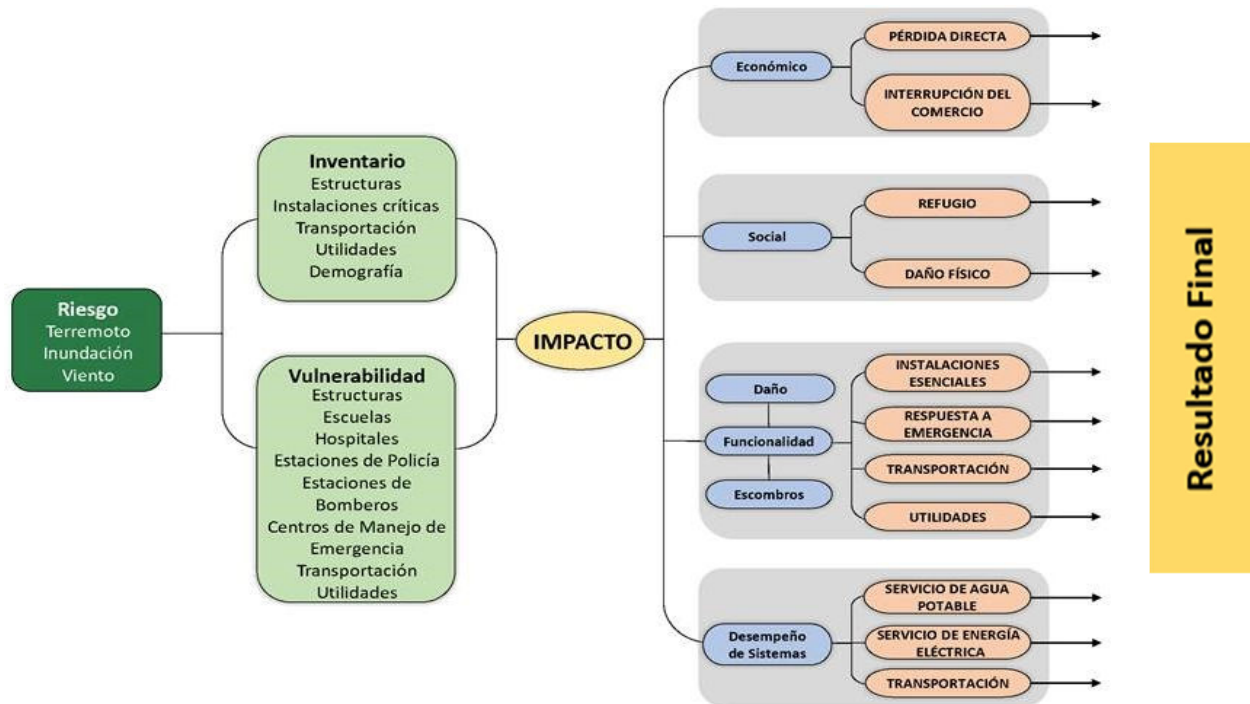 Riesgo
Terremoto
Inundación
Viento
Inventario
Estructuras
Instalaciones críticas
Transportación
Utilidades
Demografía
Vulnerabilidad
Estructuras
Escuelas
Hospitales
Estaciones de Policía
Estaciones de
Bomberos
Centros de Manejo de
Emergencia
Transportación
Utilidades
IMPACTO
Económico
PÉRDIDA DIRECTA
INTERRUPCIÓN DEL
COMERCIO
Social
REFUGIO
DAÑO FÍSICO
Daño
Funcionalidad
Escombros
INSTALACIONES
ESENCIALES
RESPUESTA A
EMERGENCIA
TRANSPORTACIÓN
UTILIDADES
Desempeño
de Sistemas
SERVICIO DE AGUA
POTABLE
SERVICIO DE ENERGÍA
ELÉCTRICA
TRANSPORTACIÓN
Resultado Final